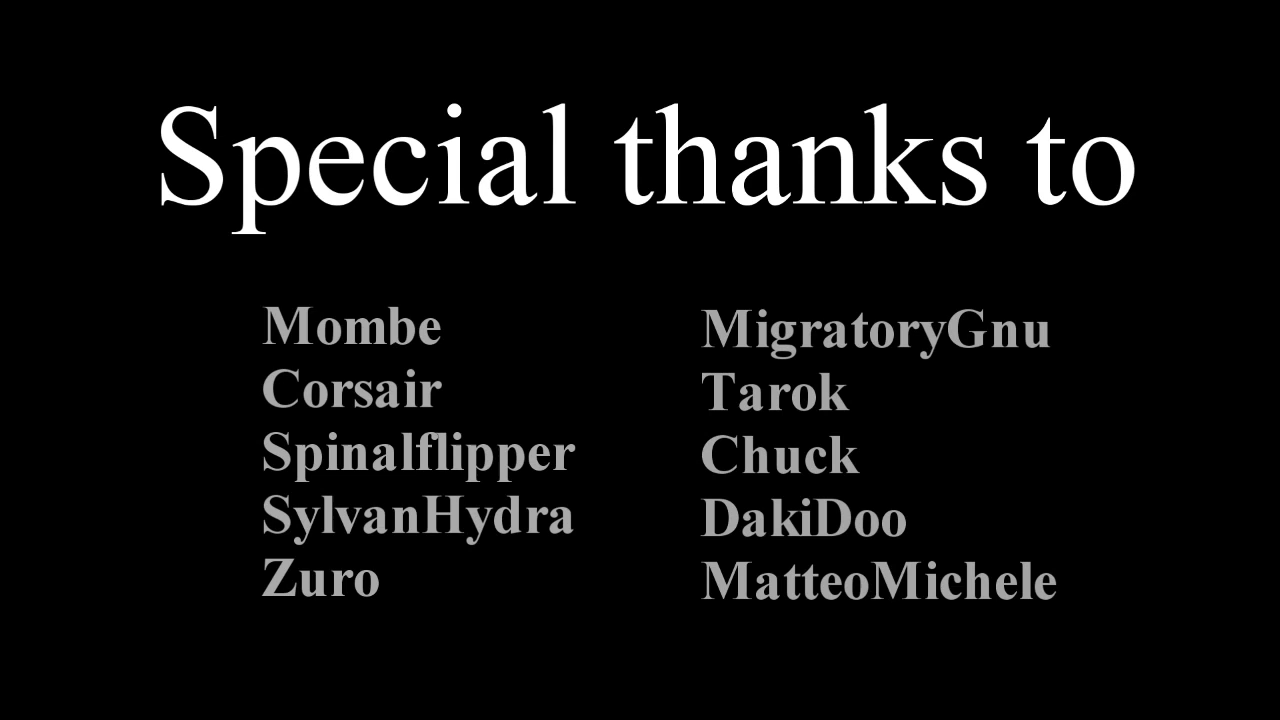 Special thanks to
Mombe
Corsair
Spinalflipper
SylvanHydra
Zuro
MigratoryGnu
Tarok
Chuck
DakiDoo
MatteoMichele